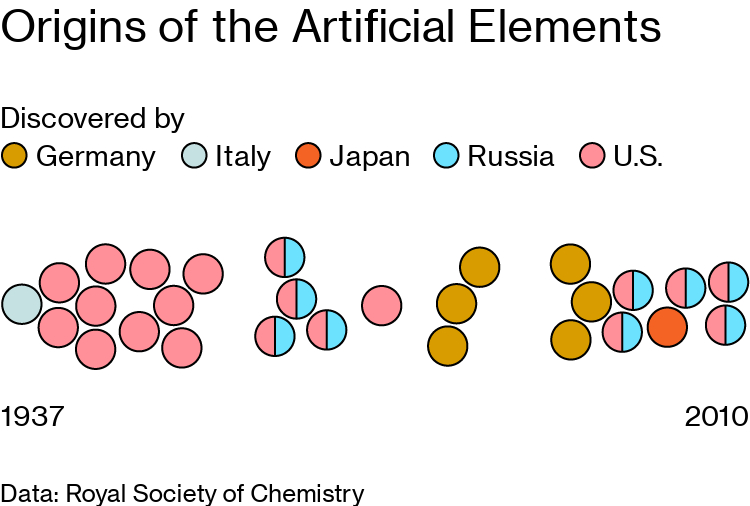 Origins of the Artificial Elements
Discovered by
Germany Italy Japan Russia U.S.
1937 2010
Data: Royal Society of Chemistry